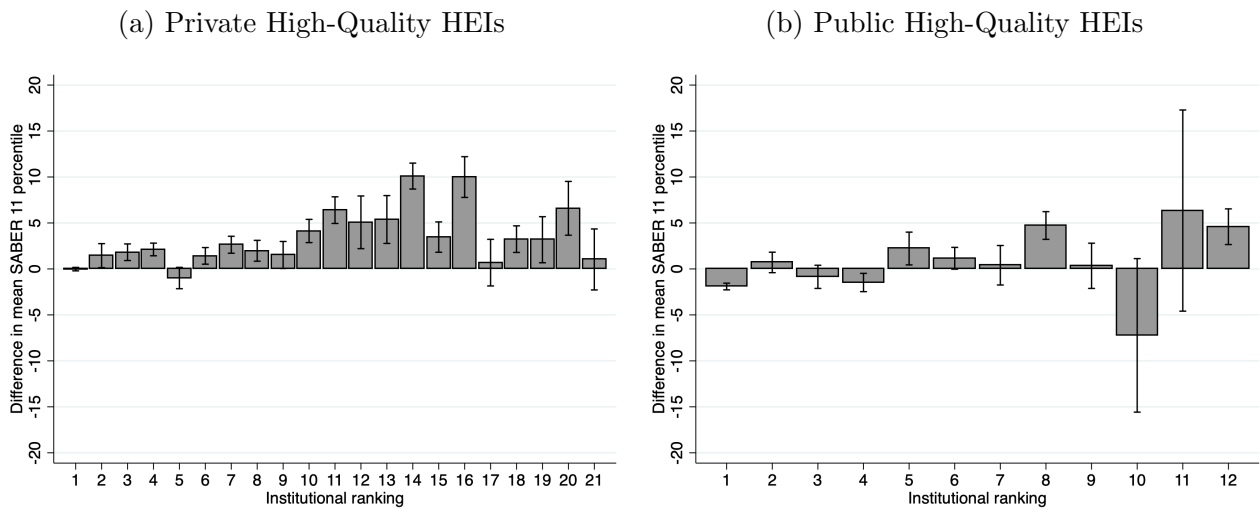 (a) Private High-Quality HEIs
Difference in mean SABER 11 percentile
20
15
10
5
0
-5
-10
-15
-20
1 2 3 4 5 6 7 8 9 10 11 12 13 14 15 16 17 18 19 20 21
Institutional ranking
(b) Public High-Quality HEIs
Difference in mean SABER 11 percentile
20
15
10
5
0
-5
-10
-15
-20
1 2 3 4 5 6 7 8 9 10 11 12
Institutional ranking